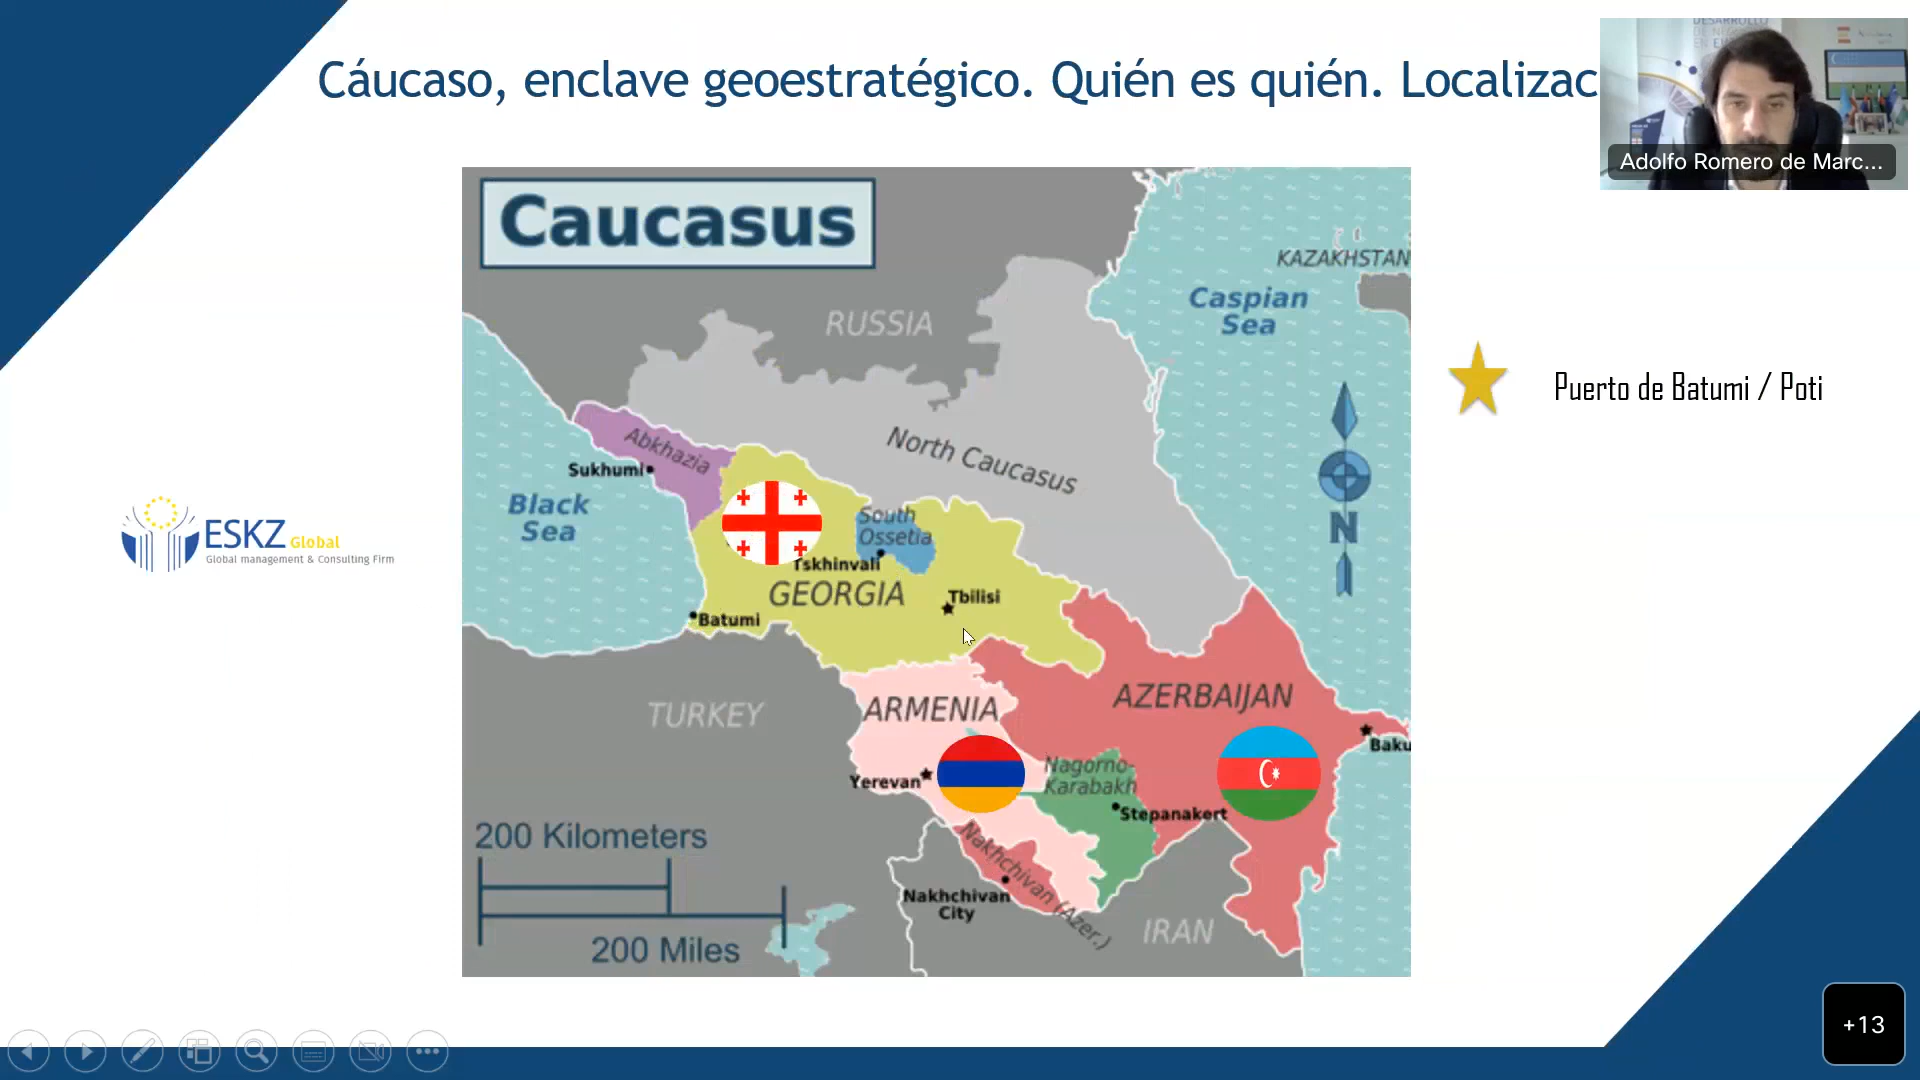 Cáucaso, enclave geoestratégico. Quién es quién. Localizac
DESARROLLO
Adolfo Romero de Marc...
Caucasus
KAZAKHSTAN
Caspian
Sea
RUSSIA
Puerto de Batumi / Poti
North Caucasus
Abkhazia
Sukhumi
Black
Sea
South
Ossetia
Tskhinvali
GEORGIA
Tbilisi
Batumi
N
ESKZ Global
Global management & Consulting Firm
TURKEY
ARMENIA
AZERBAIJAN
Baku
Yerevan
Nagorno-
Karabakh
Stepanakert
Nakhchivan (Azer.)
Nakhchivan
City
IRAN
200 Kilometers
200 Miles
+13